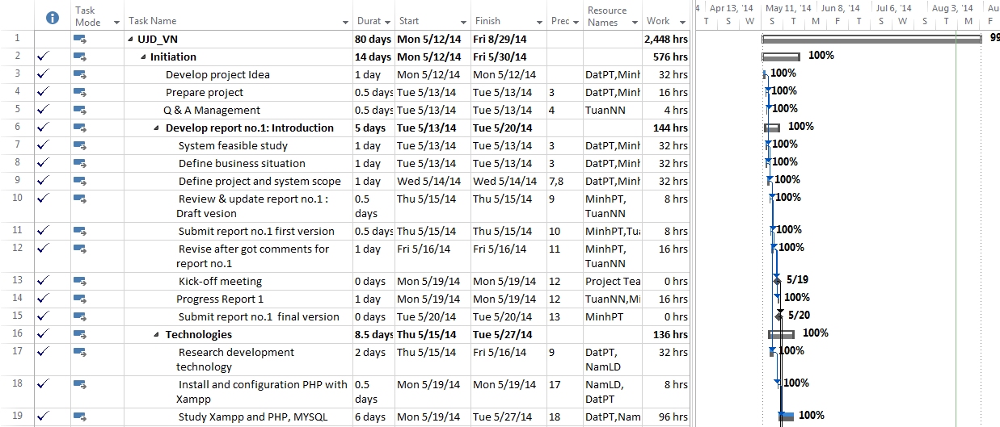 Task Mode Task Name Durat Start Finish Prec Resource Names Work
4 Apr 13, '14 May 11, '14 Jun 8, '14 Jul 6, '14 Aug 3, '14 Au
T S W S T M F T S W S T M F
1 UJD_VN 80 days Mon 5/12/14 Fri 8/29/14 2,448 hrs 99
2 Initiation 14 days Mon 5/12/14 Fri 5/30/14 576 hrs 100%
3 Develop project Idea 1 day Mon 5/12/14 Mon 5/12/14 DatPT,Minh 32 hrs 100%
4 Prepare project 0.5 days Tue 5/13/14 Tue 5/13/14 3 DatPT,Minh 16 hrs 100%
5 Q & A Management 0.5 days Tue 5/13/14 Tue 5/13/14 4 TuanNN 4 hrs 100%
6 Develop report no.1: Introduction 5 days Tue 5/13/14 Tue 5/20/14 144 hrs 100%
7 System feasible study 1 day Tue 5/13/14 Tue 5/13/14 3 DatPT,Minh 32 hrs 100%
8 Define business situation 1 day Tue 5/13/14 Tue 5/13/14 3 DatPT,Minh 32 hrs 100%
9 Define project and system scope 1 day Wed 5/14/14 Wed 5/14/14 7,8 DatPT,Minh 32 hrs 100%
10 Review & update report no.1 : Draft vesion 0.5 days Thu 5/15/14 Thu 5/15/14 9 MinhPT, TuanNN 8 hrs 100%
11 Submit report no.1 first version 0.5 days Thu 5/15/14 Thu 5/15/14 10 MinhPT,Tua 8 hrs 100%
12 Revise after got comments for report no.1 1 day Fri 5/16/14 Fri 5/16/14 11 MinhPT, TuanNN 16 hrs 100%
13 Kick-off meeting 0 days Mon 5/19/14 Mon 5/19/14 12 Project Tea 0 hrs 5/19
14 Progress Report 1 1 day Mon 5/19/14 Mon 5/19/14 12 TuanNN,Mi 16 hrs 100%
15 Submit report no.1 final version 0 days Tue 5/20/14 Tue 5/20/14 13 MinhPT 0 hrs 5/20
16 Technologies 8.5 days Thu 5/15/14 Tue 5/27/14 136 hrs 100%
17 Research development technology 2 days Thu 5/15/14 Fri 5/16/14 9 DatPT, NamLD 32 hrs 100%
18 Install and configuration PHP with Xampp 0.5 days Mon 5/19/14 Mon 5/19/14 17 NamLD, DatPT 8 hrs 100%
19 Study Xampp and PHP, MYSQL 6 days Mon 5/19/14 Tue 5/27/14 18 DatPT,Nam 96 hrs 100%